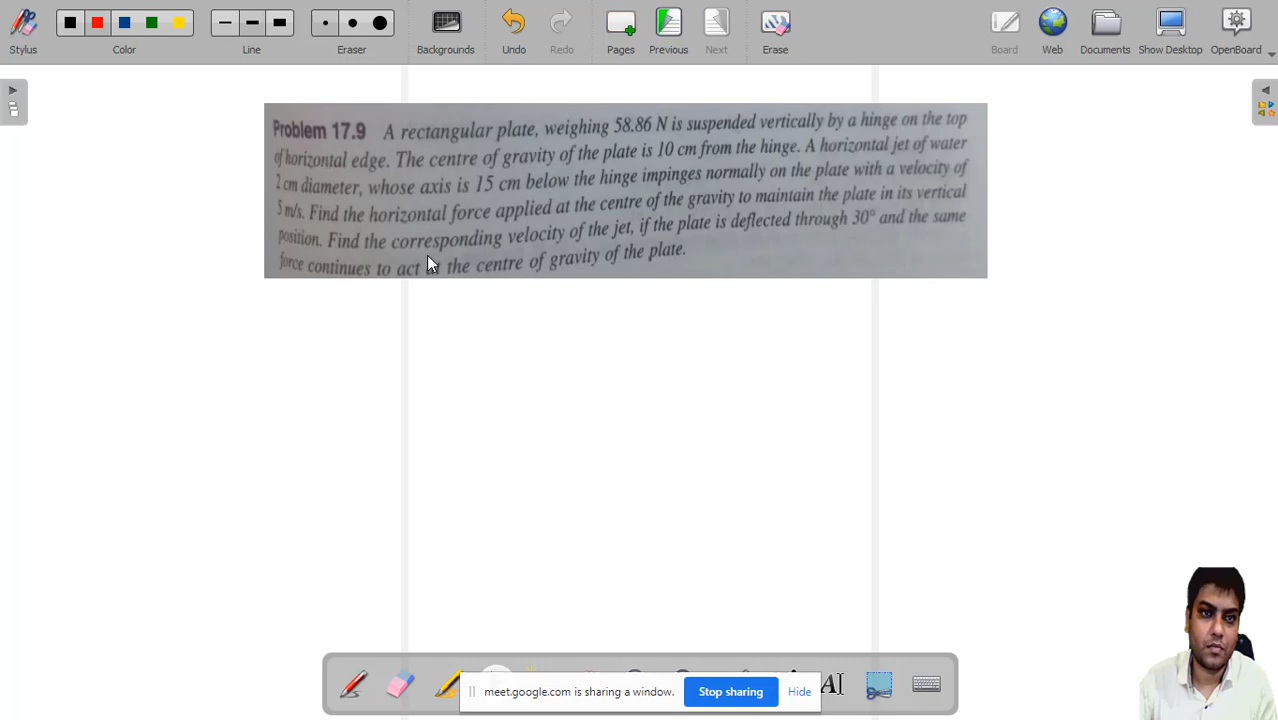 Stylus
Color
Line
Eraser
Backgrounds
Undo
Redo
Pages
Previous
Next
Erase
Board
Web
Documents
Show Desktop
OpenBoard
Problem 17.9 A rectangular plate, weighing 58.86 N is suspended vertically by a hinge on the top
of horizontal edge. The centre of gravity of the plate is 10 cm from the hinge. A horizontal jet of water
2 cm diameter, whose axis is 15 cm below the hinge impinges normally on the plate with a velocity of
5 m/s. Find the horizontal force applied at the centre of the gravity to maintain the plate in its vertical
position. Find the corresponding velocity of the jet, if the plate is deflected through 30° and the same
force continues to act the centre of gravity of the plate.
meet.google.com is sharing a window.
Stop sharing
Hide
A